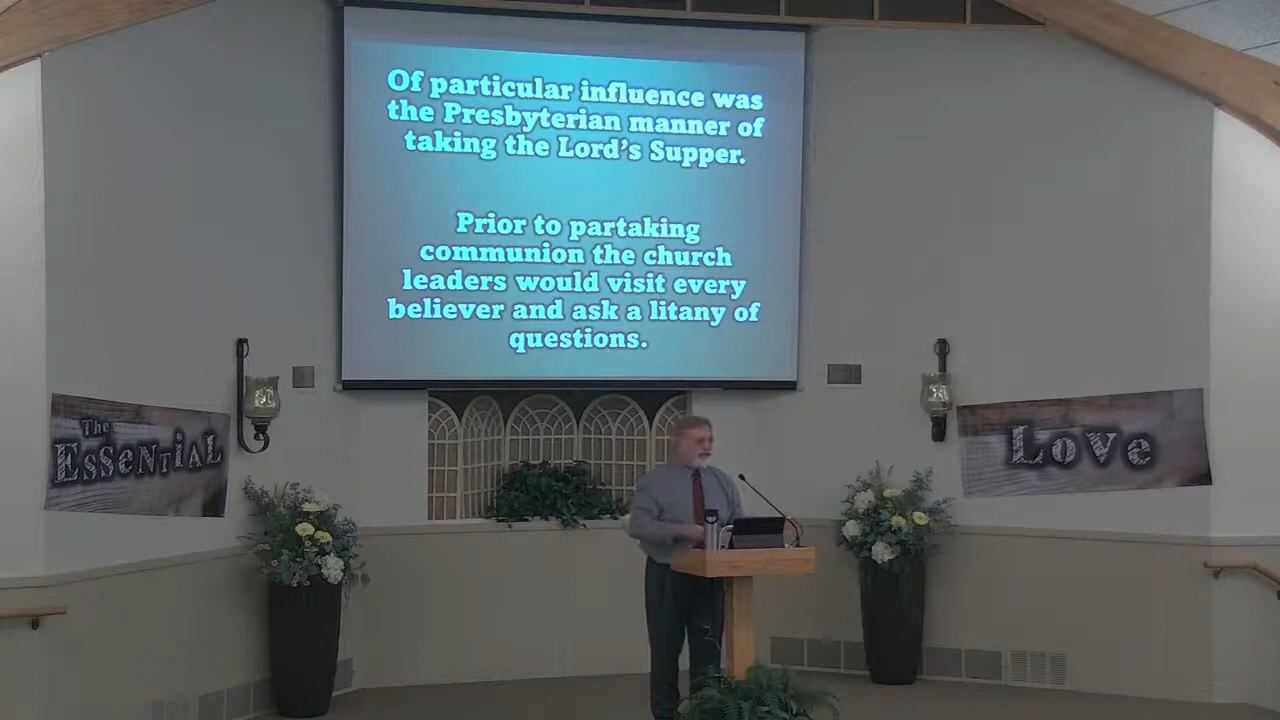 Of particular influence was
the Presbyterian manner of
taking the Lord's Supper.
Prior to partaking
communion the church
leaders would visit every
believer and ask a litany of
questions.
The
ESSeNTiAL
Love